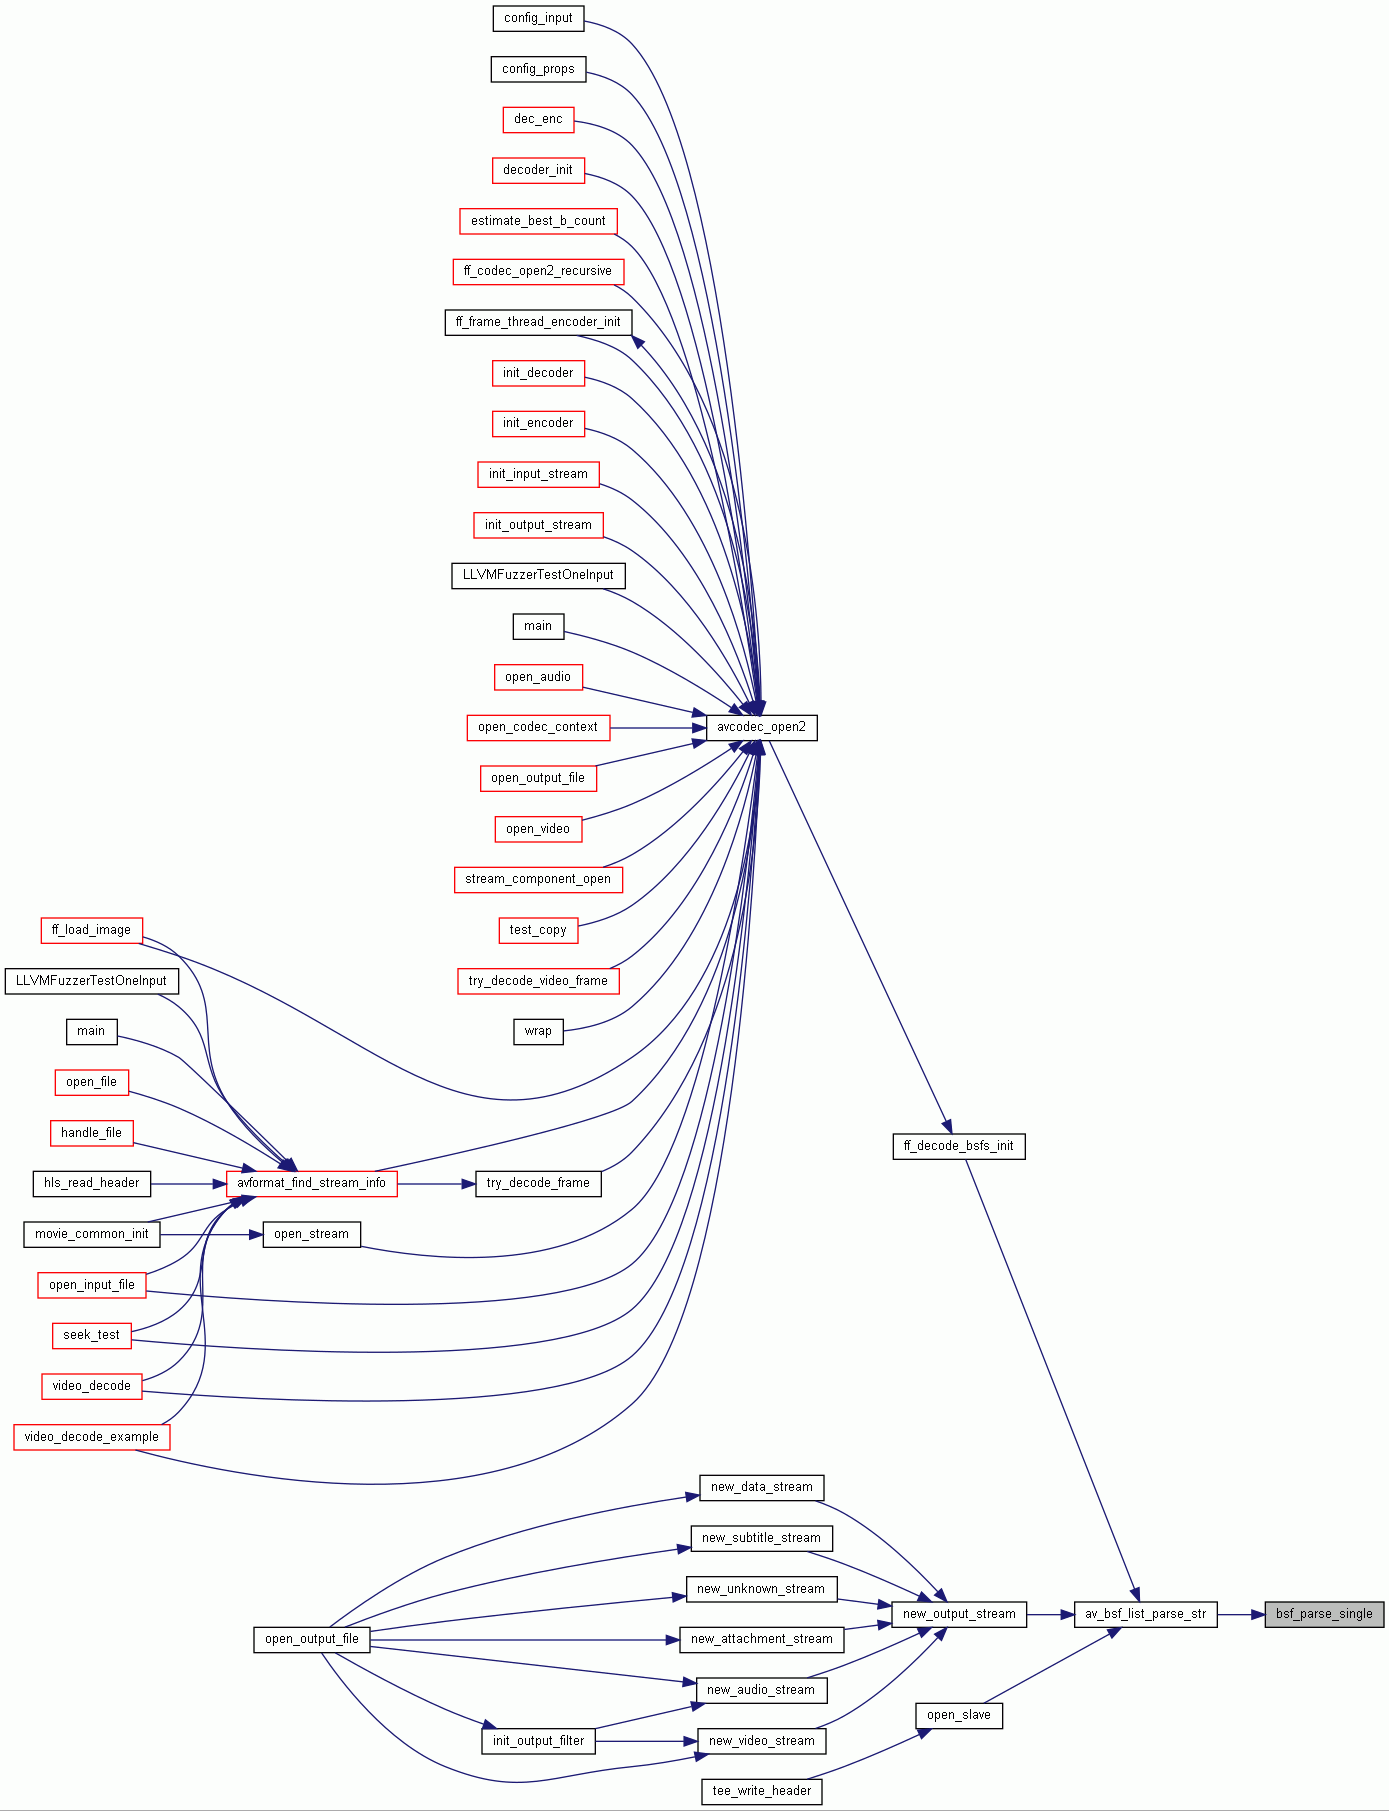 config_input
config_props
dec_enc
decoder_init
estimate_best_b_count
ff_codec_open2_recursive
ff_frame_thread_encoder_init
init_decoder
init_encoder
init_input_stream
init_output_stream
LLVMFuzzerTestOneInput
main
open_audio
open_codec_context
avcodec_open2
open_output_file
open_video
stream_component_open
ff_load_image
test_copy
LLVMFuzzerTestOneInput
try_decode_video_frame
main
wrap
open_file
handle_file
ff_decode_bsfs_init
hls_read_header
avformat_find_stream_info
try_decode_frame
movie_common_init
open_stream
open_input_file
seek_test
video_decode
video_decode_example
new_data_stream
new_subtitle_stream
new_unknown_stream
new_output_stream
av_bsf_list_parse_str
bsf_parse_single
open_output_file
new_attachment_stream
new_audio_stream
open_slave
init_output_filter
new_video_stream
tee_write_header